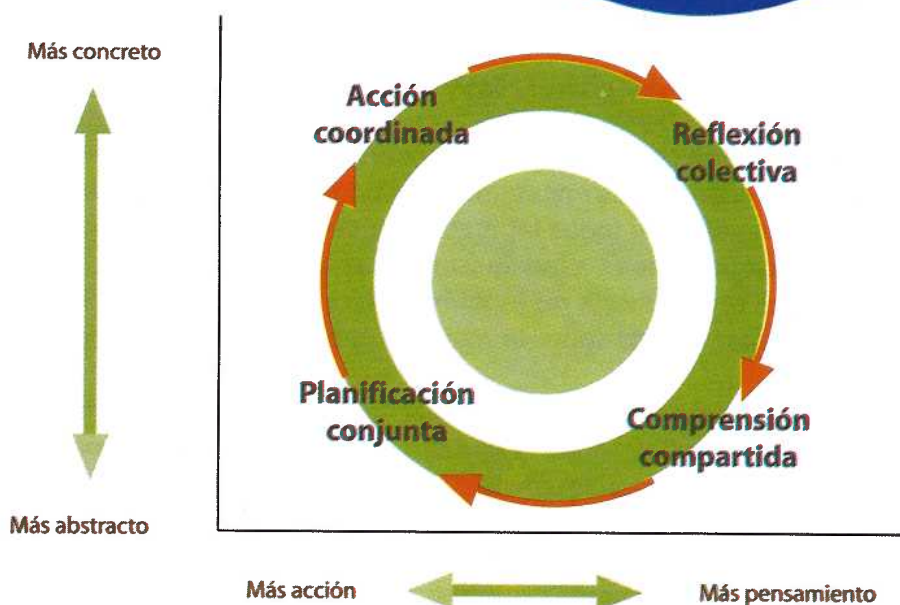 Más concreto
Acción
coordinada
Reflexión
colectiva
Planificación
conjunta
Comprensión
compartida
Más abstracto
Más acción
Más pensamiento